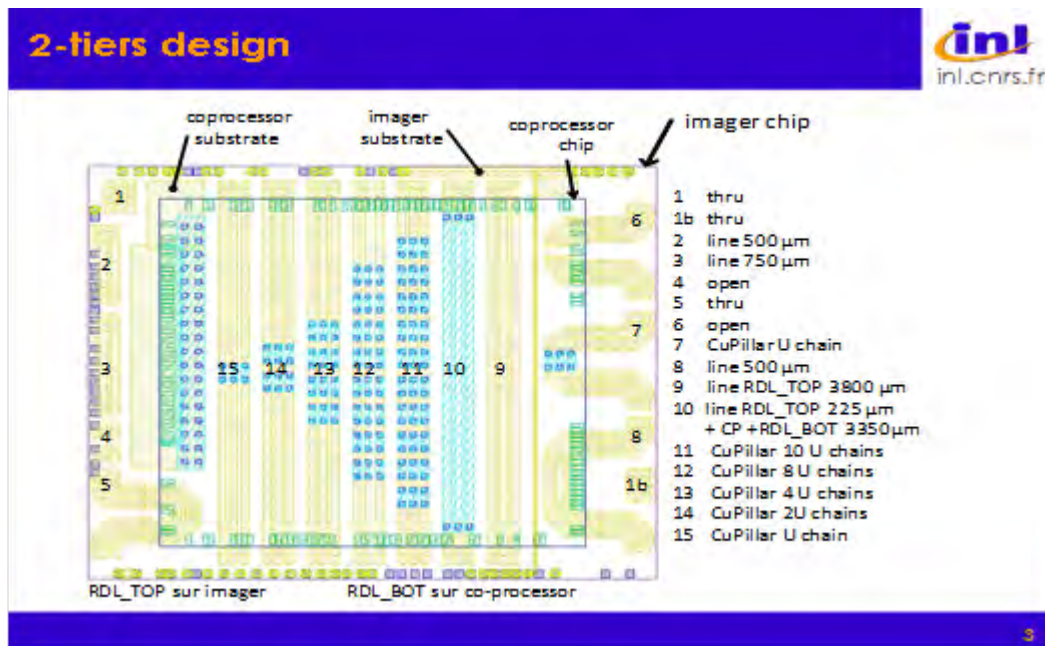 2-tiers design
inl
inl.cnrs.fr
coprocessor
substrate
imager
substrate
coprocessor
chip
imager chip
1
2
3
4
5
15
14
13
12
11
10
9
6
7
8
1b
1 thru
1b thru
2 line 500 µm
3 line 750 µm
4 open
5 thru
6 open
7 CuPillar U chain
8 line 500 µm
9 line RDL_TOP 3800 µm
10 line RDL_TOP 225 µm
+ CP +RDL_BOT 3350µm
11 CuPillar 10 U chains
12 CuPillar 8 U chains
13 CuPillar 4 U chains
14 CuPillar 2U chains
15 CuPillar U chain
RDL_TOP sur imager
RDL_BOT sur co-processor
3